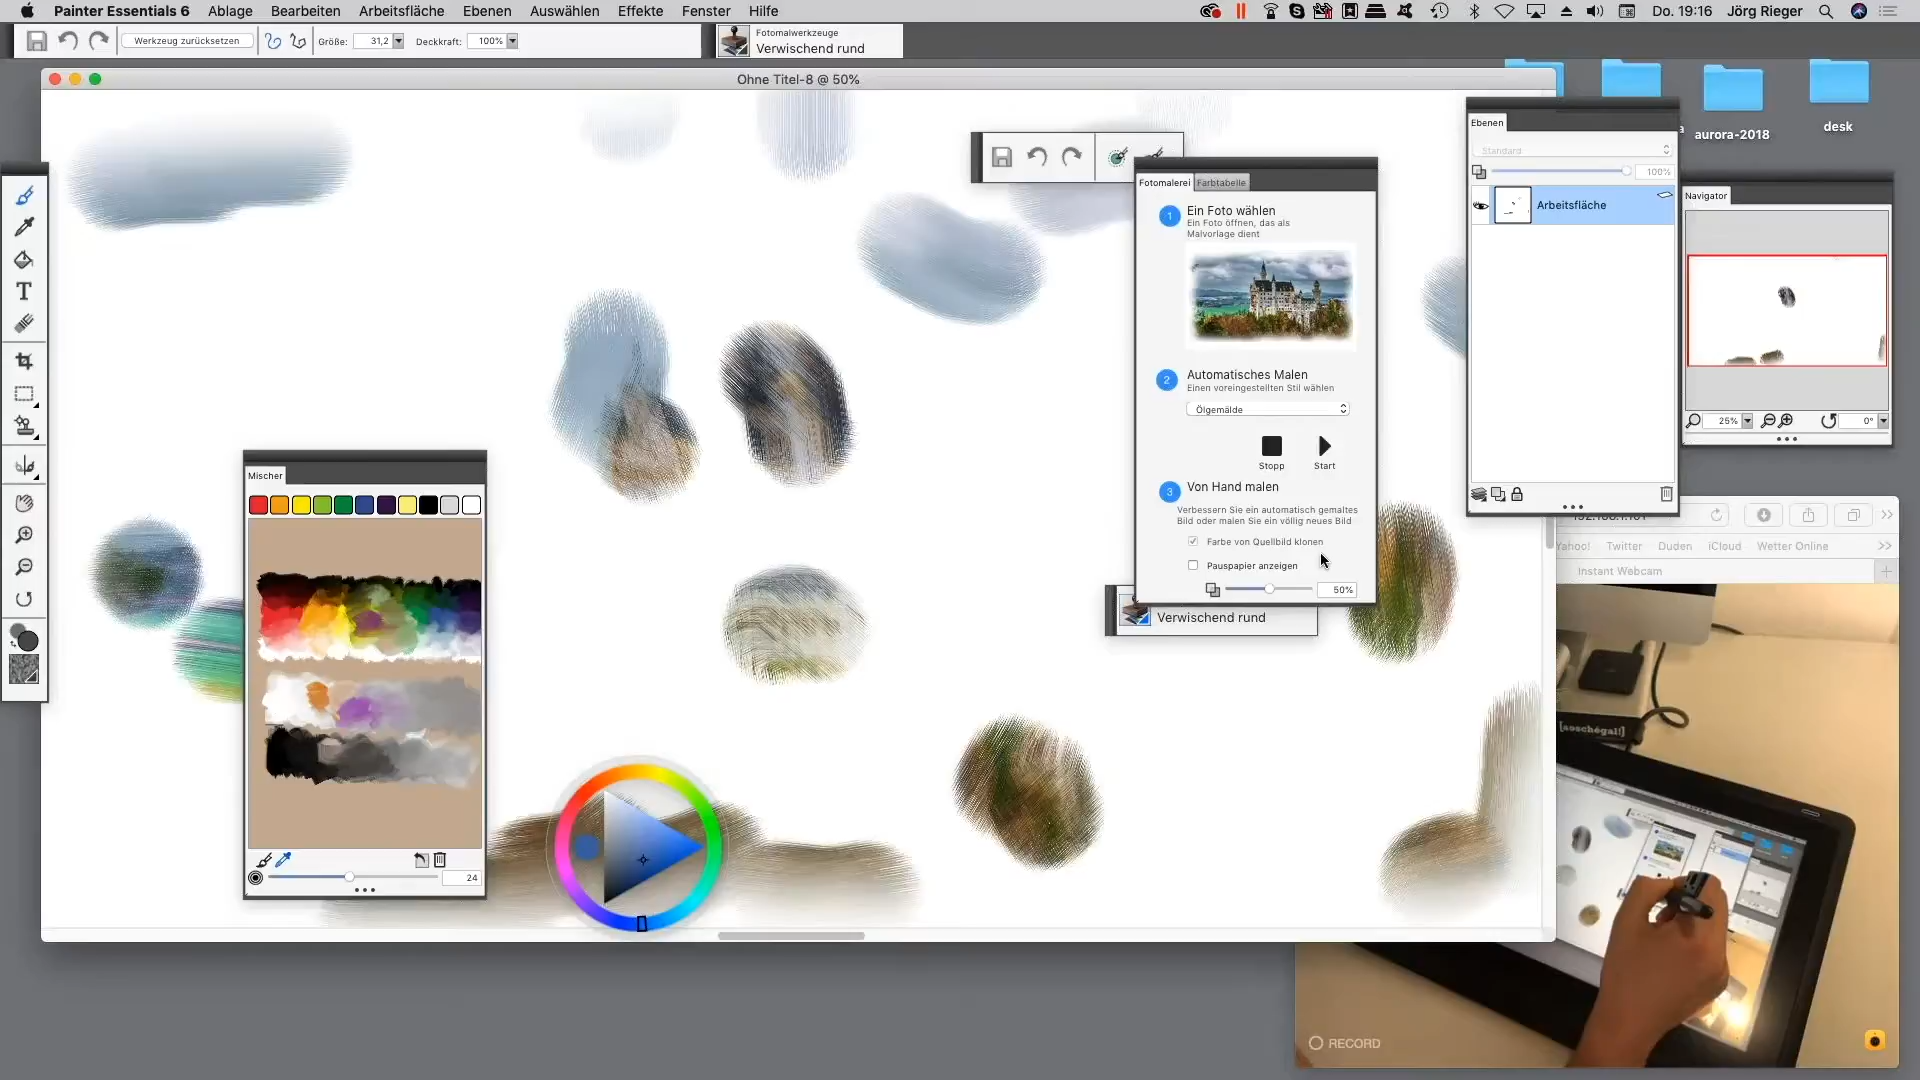 Painter Essentials 6 Ablage Bearbeiten Arbeitsfläche Ebenen Auswählen Effekte Fenster Hilfe Do. 19:16 Jörg Rieger
Werkzeug zurücksetzen Größe: 31,2 Deckkraft: 100%
Fotomalwerkzeuge
Verwischend rund
Ohne Titel-8 @ 50%
aurora-2018
desk
Ebenen
Standard
100%
Arbeitsfläche
Navigator
25% 0°
Fotomalerei Farbtabelle
1 Ein Foto wählen
Ein Foto öffnen, das als
Malvorlage dient
2 Automatisches Malen
Einen voreingestellten Stil wählen
Ölgemälde
Stopp Start
3 Von Hand malen
Verbessern Sie ein automatisch gemaltes
Bild oder malen Sie ein völlig neues Bild
Farbe von Quellbild klonen
Pauspapier anzeigen
50%
Verwischend rund
Mischer
24
T
Yahoo! Twitter Duden iCloud Wetter Online
Instant Webcam
[aeschégal!]
RECORD